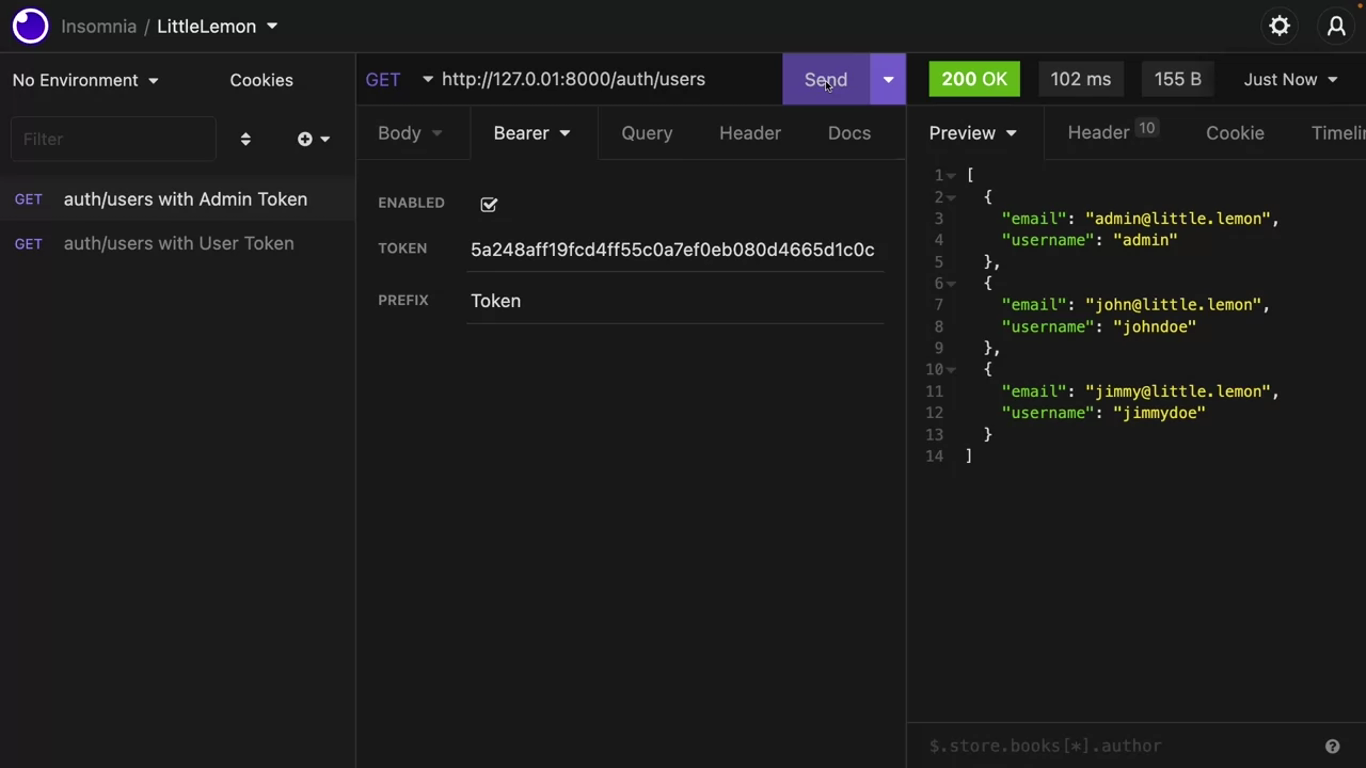 Insomnia / LittleLemon
No Environment
Cookies
GET http://127.0.01:8000/auth/users
Send
200 OK
102 ms
155 B
Just Now
Filter
Body
Bearer
Query
Header
Docs
Preview
Header 10
Cookie
Timelin
GET auth/users with Admin Token
GET auth/users with User Token
ENABLED
TOKEN 5a248aff19fcd4ff55c0a7ef0eb080d4665d1c0c
PREFIX Token
1 [
2 {
3 "email": "admin@little.lemon",
4 "username": "admin"
5 },
6 {
7 "email": "john@little.lemon",
8 "username": "johndoe"
9 },
10 {
11 "email": "jimmy@little.lemon",
12 "username": "jimmydoe"
13 }
14 ]
$.store.books[*].author